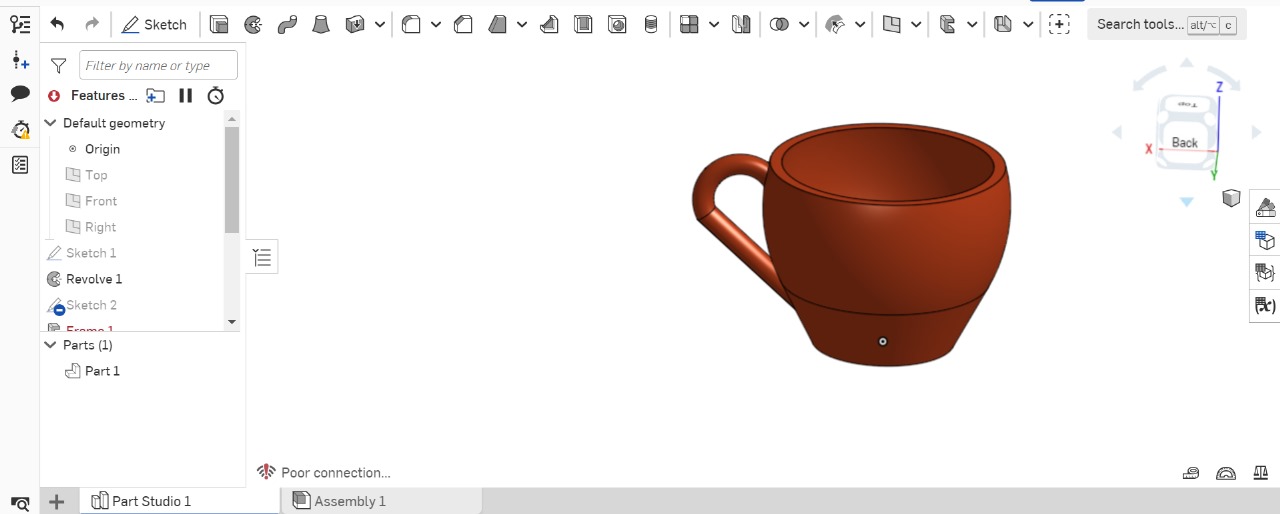 Sketch
Search tools... alt/⌥ c
Filter by name or type
Features ...
Default geometry
Origin
Top
Front
Right
Sketch 1
Revolve 1
Sketch 2
Frame 1
Parts (1)
Part 1
Top
Back
Z
X
Y
Poor connection...
Part Studio 1
Assembly 1